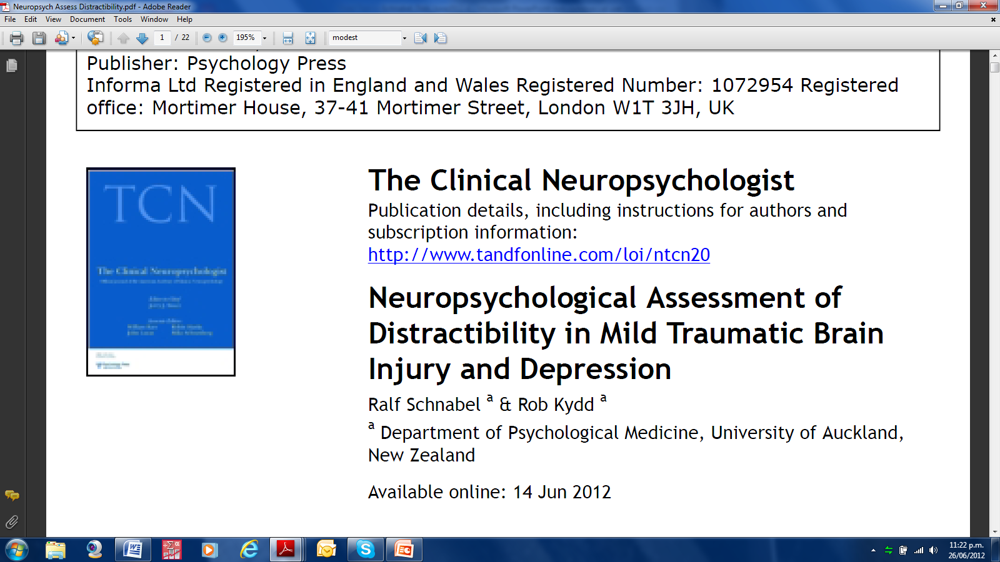 Neuropsych Assess Distractibility.pdf - Adobe Reader
File Edit View Document Tools Window Help
1 / 22 195% modest
Publisher: Psychology Press
Informa Ltd Registered in England and Wales Registered Number: 1072954 Registered
office: Mortimer House, 37-41 Mortimer Street, London W1T 3JH, UK
TCN
The Clinical Neuropsychologist
The Clinical Neuropsychologist
Publication details, including instructions for authors and
subscription information:
http://www.tandfonline.com/loi/ntcn20
Neuropsychological Assessment of
Distractibility in Mild Traumatic Brain
Injury and Depression
Ralf Schnabel a & Rob Kydd a
a Department of Psychological Medicine, University of Auckland,
New Zealand
Available online: 14 Jun 2012
11:22 p.m.
26/06/2012